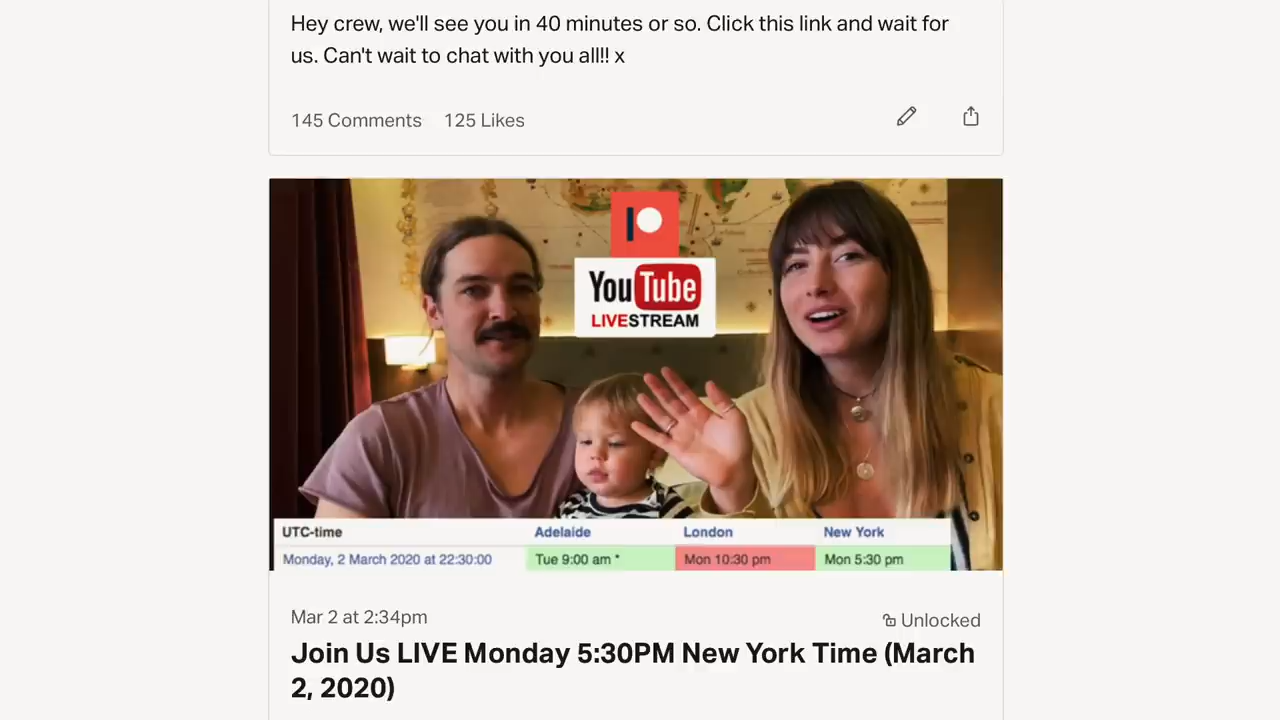 Hey crew, we'll see you in 40 minutes or so. Click this link and wait for
us. Can't wait to chat with you all!! x
145 Comments 125 Likes
YouTube
LIVESTREAM
UTC-time Adelaide London New York
Monday, 2 March 2020 at 22:30:00 Tue 9:00 am * Mon 10:30 pm Mon 5:30 pm
Mar 2 at 2:34pm Unlocked
Join Us LIVE Monday 5:30PM New York Time (March
2, 2020)